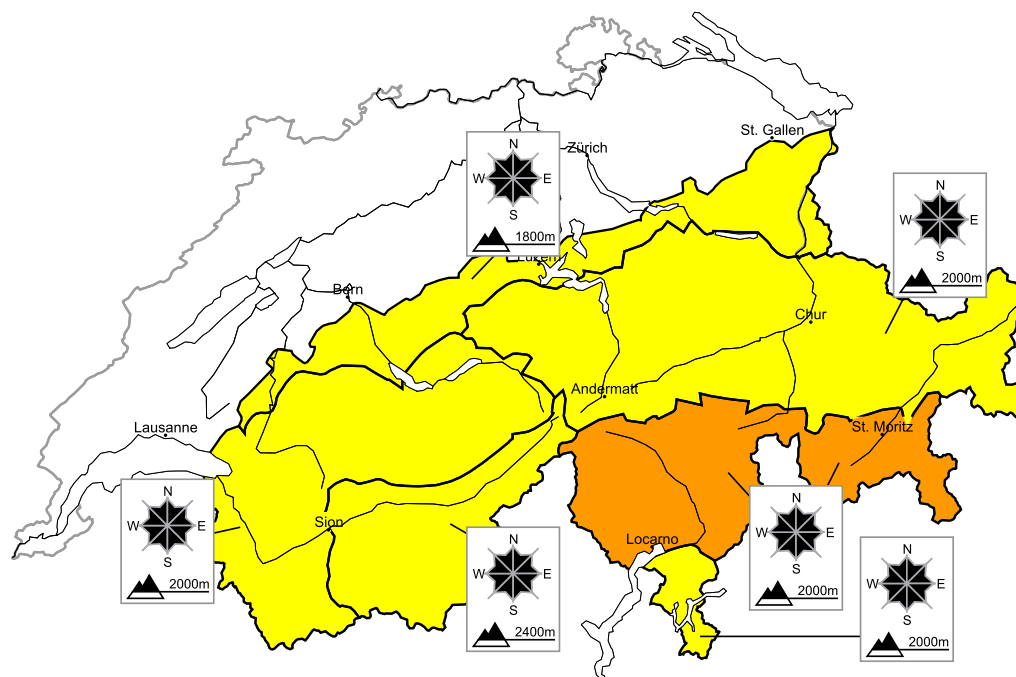 St. Gallen
N
W E
S
1800m
Zürich
Luzern
N
W E
S
2000m
Bern
Chur
Andermatt
St. Moritz
Lausanne
N
W E
S
2000m
Sion
N
W E
S
2400m
Locarno
N
W E
S
2000m
N
W E
S
2000m